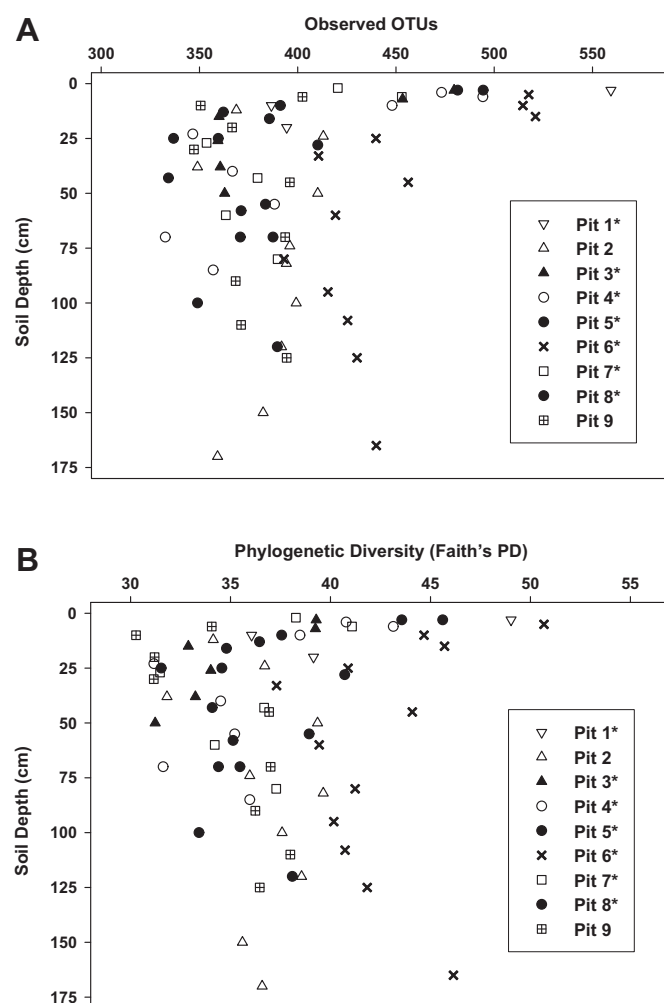 A
Observed OTUs
300 350 400 450 500 550
0
25
50
75
100
125
150
175
Soil Depth (cm)
Pit 1*
Pit 2
Pit 3*
Pit 4*
Pit 5*
Pit 6*
Pit 7*
Pit 8*
Pit 9
B
Phylogenetic Diversity (Faith's PD)
30 35 40 45 50 55
0
25
50
75
100
125
150
175
Soil Depth (cm)
Pit 1*
Pit 2
Pit 3*
Pit 4*
Pit 5*
Pit 6*
Pit 7*
Pit 8*
Pit 9